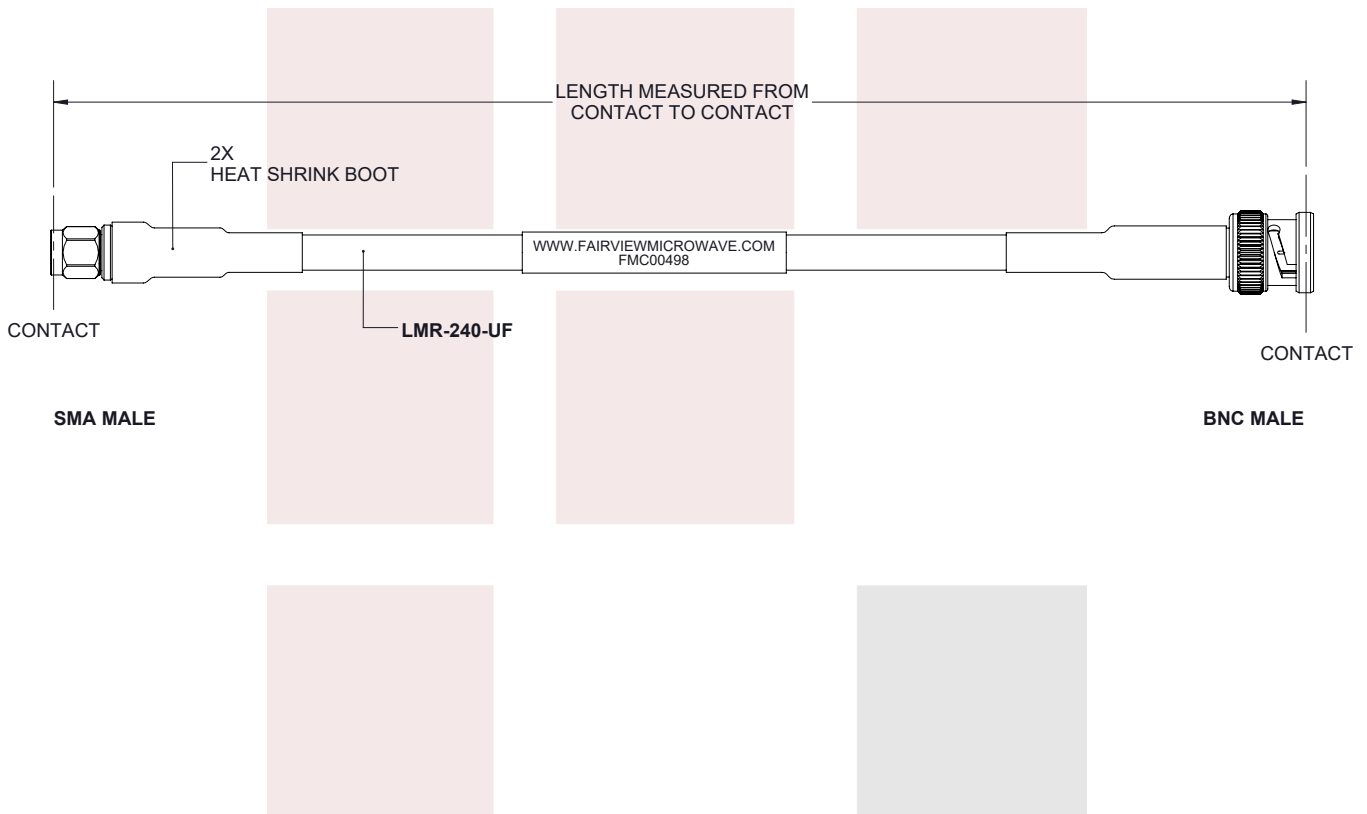 LENGTH MEASURED FROM
CONTACT TO CONTACT
2X
HEAT SHRINK BOOT
WWW.FAIRVIEWMICROWAVE.COM
FMC00498
CONTACT
LMR-240-UF
CONTACT
SMA MALE
BNC MALE